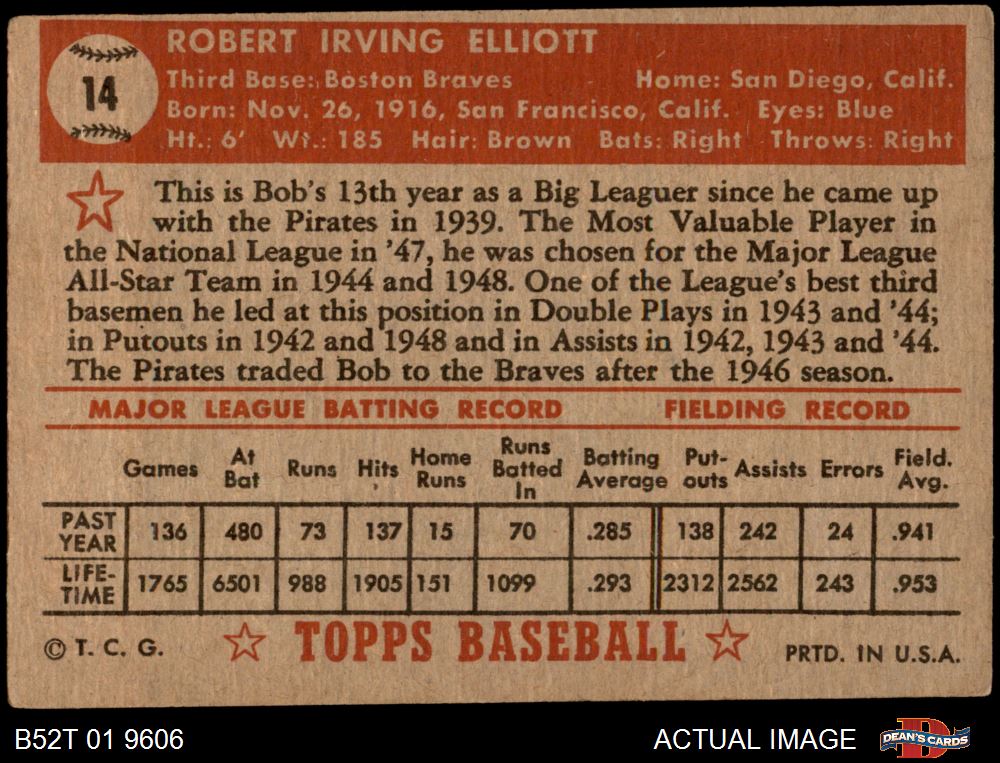 14
ROBERT IRVING ELLIOTT
Third Base: Boston Braves Home: San Diego, Calif.
Born: Nov. 26, 1916, San Francisco, Calif. Eyes: Blue
Ht.: 6' Wt.: 185 Hair: Brown Bats: Right Throws: Right
This is Bob's 13th year as a Big Leaguer since he came up
with the Pirates in 1939. The Most Valuable Player in
the National League in '47, he was chosen for the Major League
All-Star Team in 1944 and 1948. One of the League's best third
basemen he led at this position in Double Plays in 1943 and '44;
in Putouts in 1942 and 1948 and in Assists in 1942, 1943 and '44.
The Pirates traded Bob to the Braves after the 1946 season.
MAJOR LEAGUE BATTING RECORD FIELDING RECORD
Games At Bat Runs Hits Home Runs Runs Batted In Batting Average Put-outs Assists Errors Field. Avg.
PAST YEAR 136 480 73 137 15 70 .285 138 242 24 .941
LIFE-TIME 1765 6501 988 1905 151 1099 .293 2312 2562 243 .953
© T. C. G. TOPPS BASEBALL PRTD. IN U.S.A.
B52T 01 9606 ACTUAL IMAGE D DEAN'S CARDS